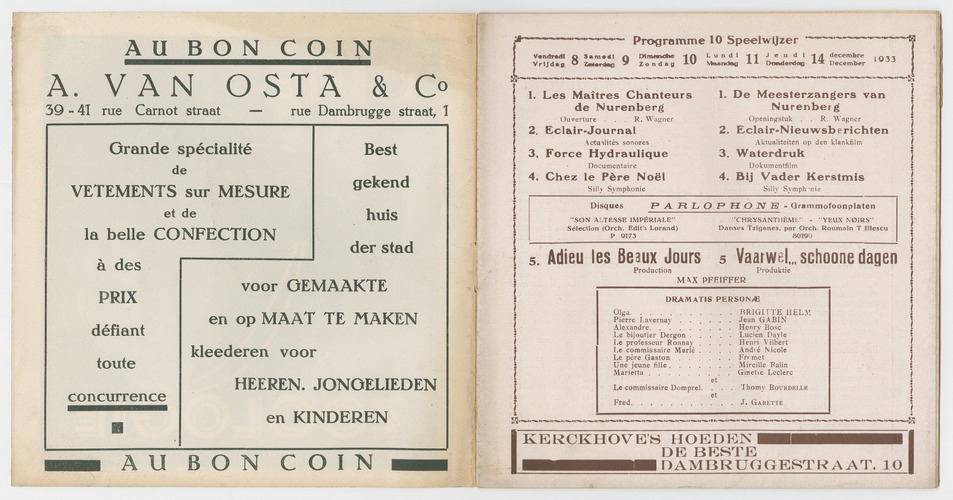 AU BON COIN
A. VAN OSTA & Co
39-41 rue Carnot straat — rue Dambrugge straat, 1
Grande spécialité
de
VETEMENTS sur MESURE
et de
la belle CONFECTION
à des
PRIX
défiant
toute
concurrence
Best
gekend
huis
der stad
voor GEMAAKTE
en op MAAT TE MAKEN
kleederen voor
HEEREN. JONGELIEDEN
en KINDEREN
AU BON COIN
Programme 10 Speelwijzer
Vendredi Vrijdag 8 Samedi Zaterdag 9 Dimanche Zondag 10 Lundi Maandag 11 Jeudi Donderdag 14 decembre December 1933
1. Les Maîtres Chanteurs
de Nurenberg
Ouverture . . . R. Wagner
2. Eclair-Journal
Actualités sonores
3. Force Hydraulique
Documentaire
4. Chez le Père Noël
Silly Symphonie
1. De Meesterzangers van
Nurenberg
Openingstuk . . R. Wagner
2. Eclair-Nieuwsberichten
Aktualiteiten op den klankfilm
3. Waterdruk
Dokumentfilm
4. Bij Vader Kerstmis
Silly Symphonie
Disques PARLOPHONE - Grammofoonplaten
"SON ALTESSE IMPÉRIALE"
Sélection (Orch. Edith Lorand)
P 9173
"CHRYSANTHÈME" - "YEUX NOIRS"
Danses Triganes, par Orch. Roumain T Illescu
80190
5. Adieu les Beaux Jours
Production
5 Vaarwel... schoone dagen
Produktie
MAX PFEIFFER
DRAMATIS PERSONÆ
Olga. . . . . . . . . . BRIGITTE HELM
Pierre Lavernay . . . . . . Jean GABIN
Alexandre. . . . . . . . Henry Bosc
Le bijoutier Dergon . . . . . Lucien Dayle
Le professeur Ronnay . . . . Henri Vilbert
Le commissaire Marlé . . . . André Nicole
Le père Gaston . . . . . . Fromet
Une jeune fille . . . . . . Mireille Balin
Marietta . . . . . . . . Ginette Leclerc
et
Le commissaire Domprel. . . . Thomy BOURDELLE
et
Fred. . . . . . . . . . J. GARETTE
KERCKHOVE'S HOEDEN
DE BESTE
DAMBRUGGESTRAAT. 10